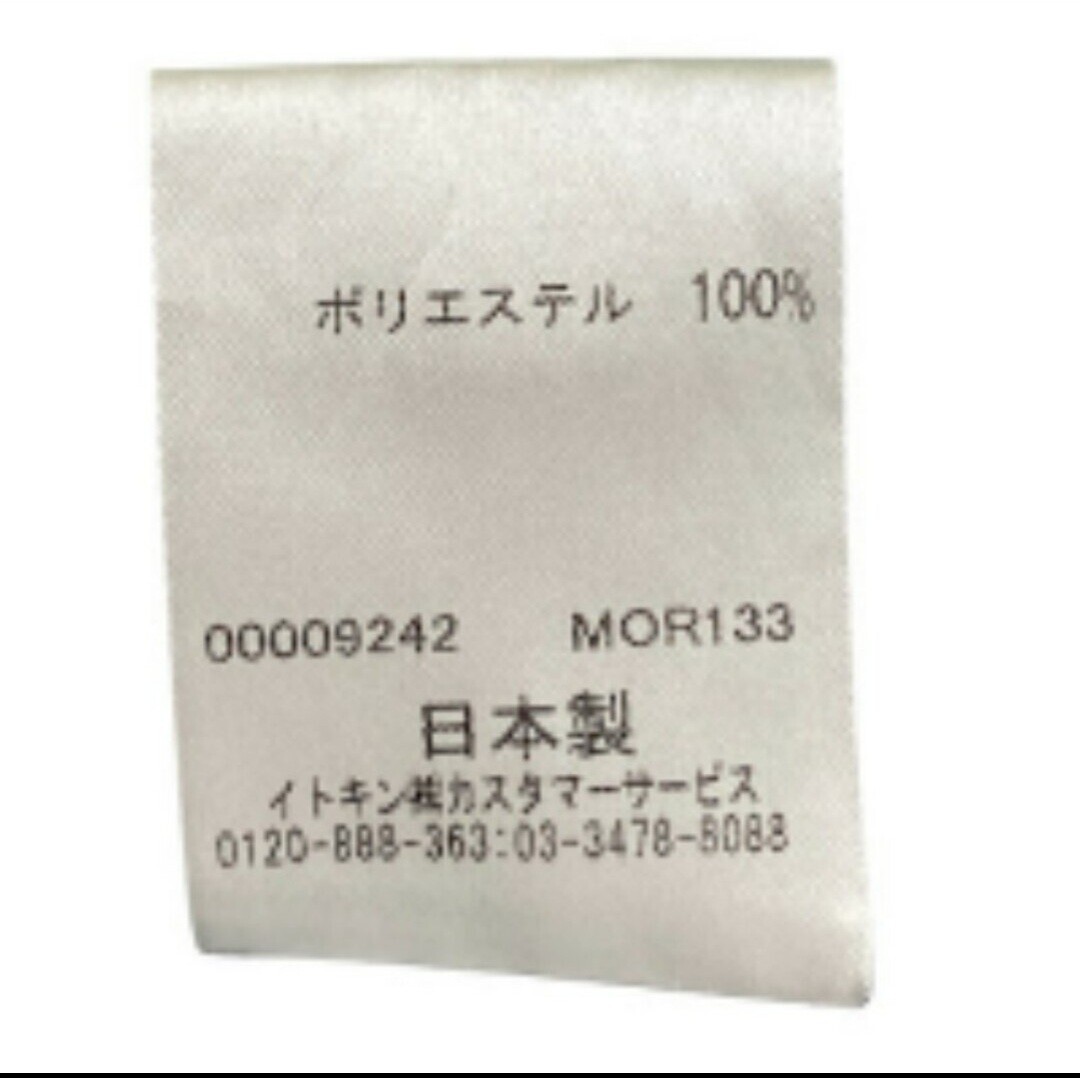 ポリエステル 100%
00009242 MOR133
日本製
イトキン㈱カスタマーサービス
0120-888-363:03-3478-8088